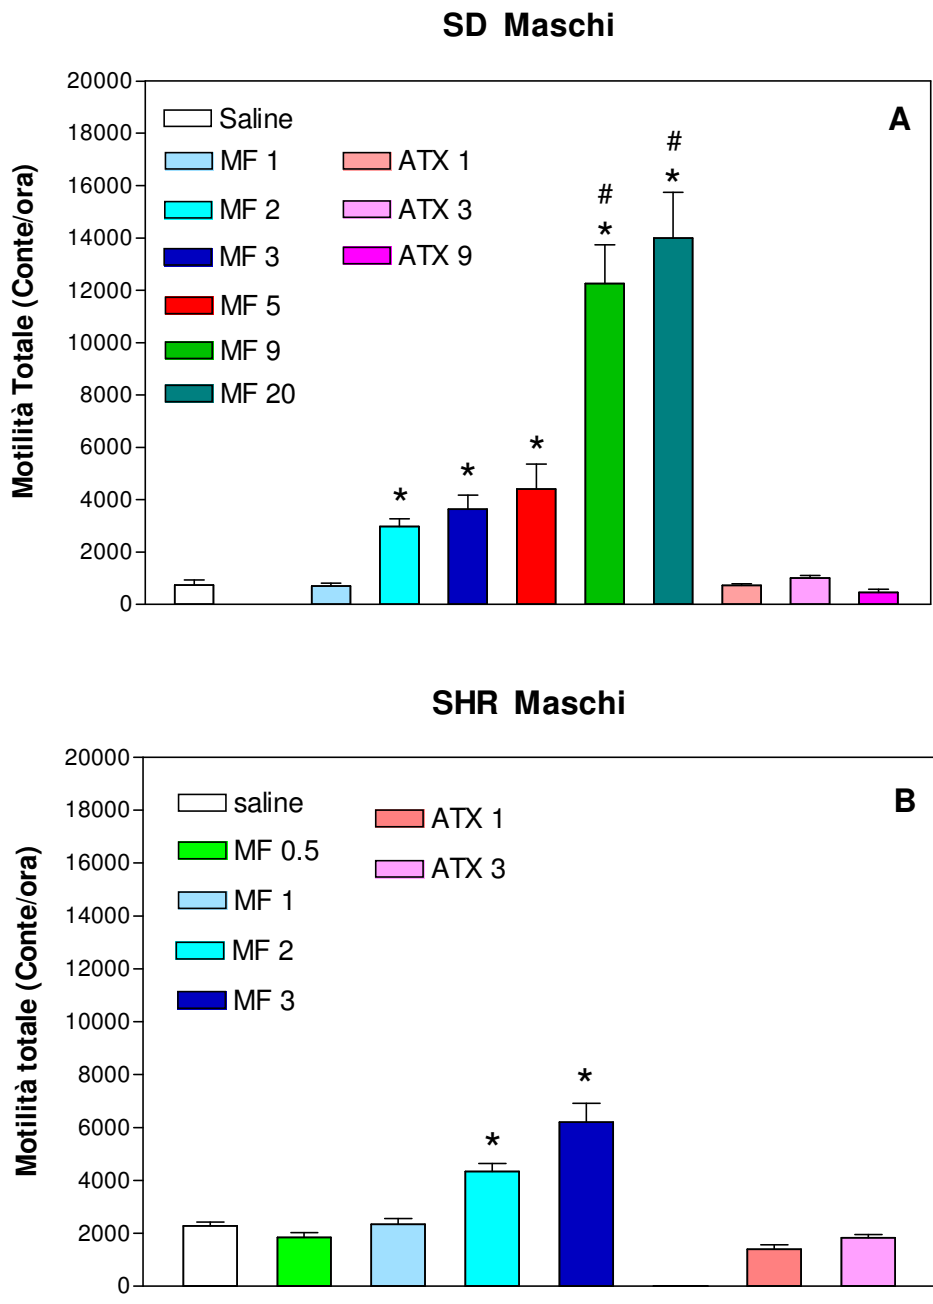 SD Maschi
A
Motilità Totale (Conte/ora)
20000
18000
16000
14000
12000
10000
8000
6000
4000
2000
0
Saline
MF 1
MF 2
MF 3
MF 5
MF 9
MF 20
ATX 1
ATX 3
ATX 9
*
*
*
#
*
#
*
SHR Maschi
B
Motilità totale (Conte/ora)
20000
18000
16000
14000
12000
10000
8000
6000
4000
2000
0
saline
MF 0.5
MF 1
MF 2
MF 3
ATX 1
ATX 3
*
*